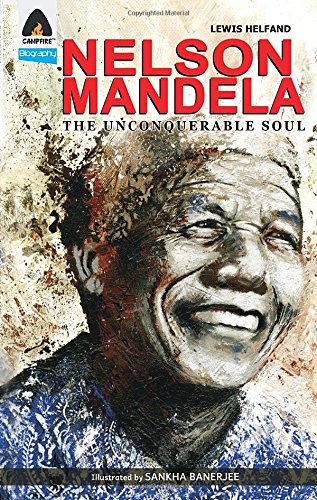 LEWIS HELFAND
CAMPFIRE
Biography
NELSON
MANDELA
THE UNCONQUERABLE SOUL
Illustrated by SANKHA BANERJEE